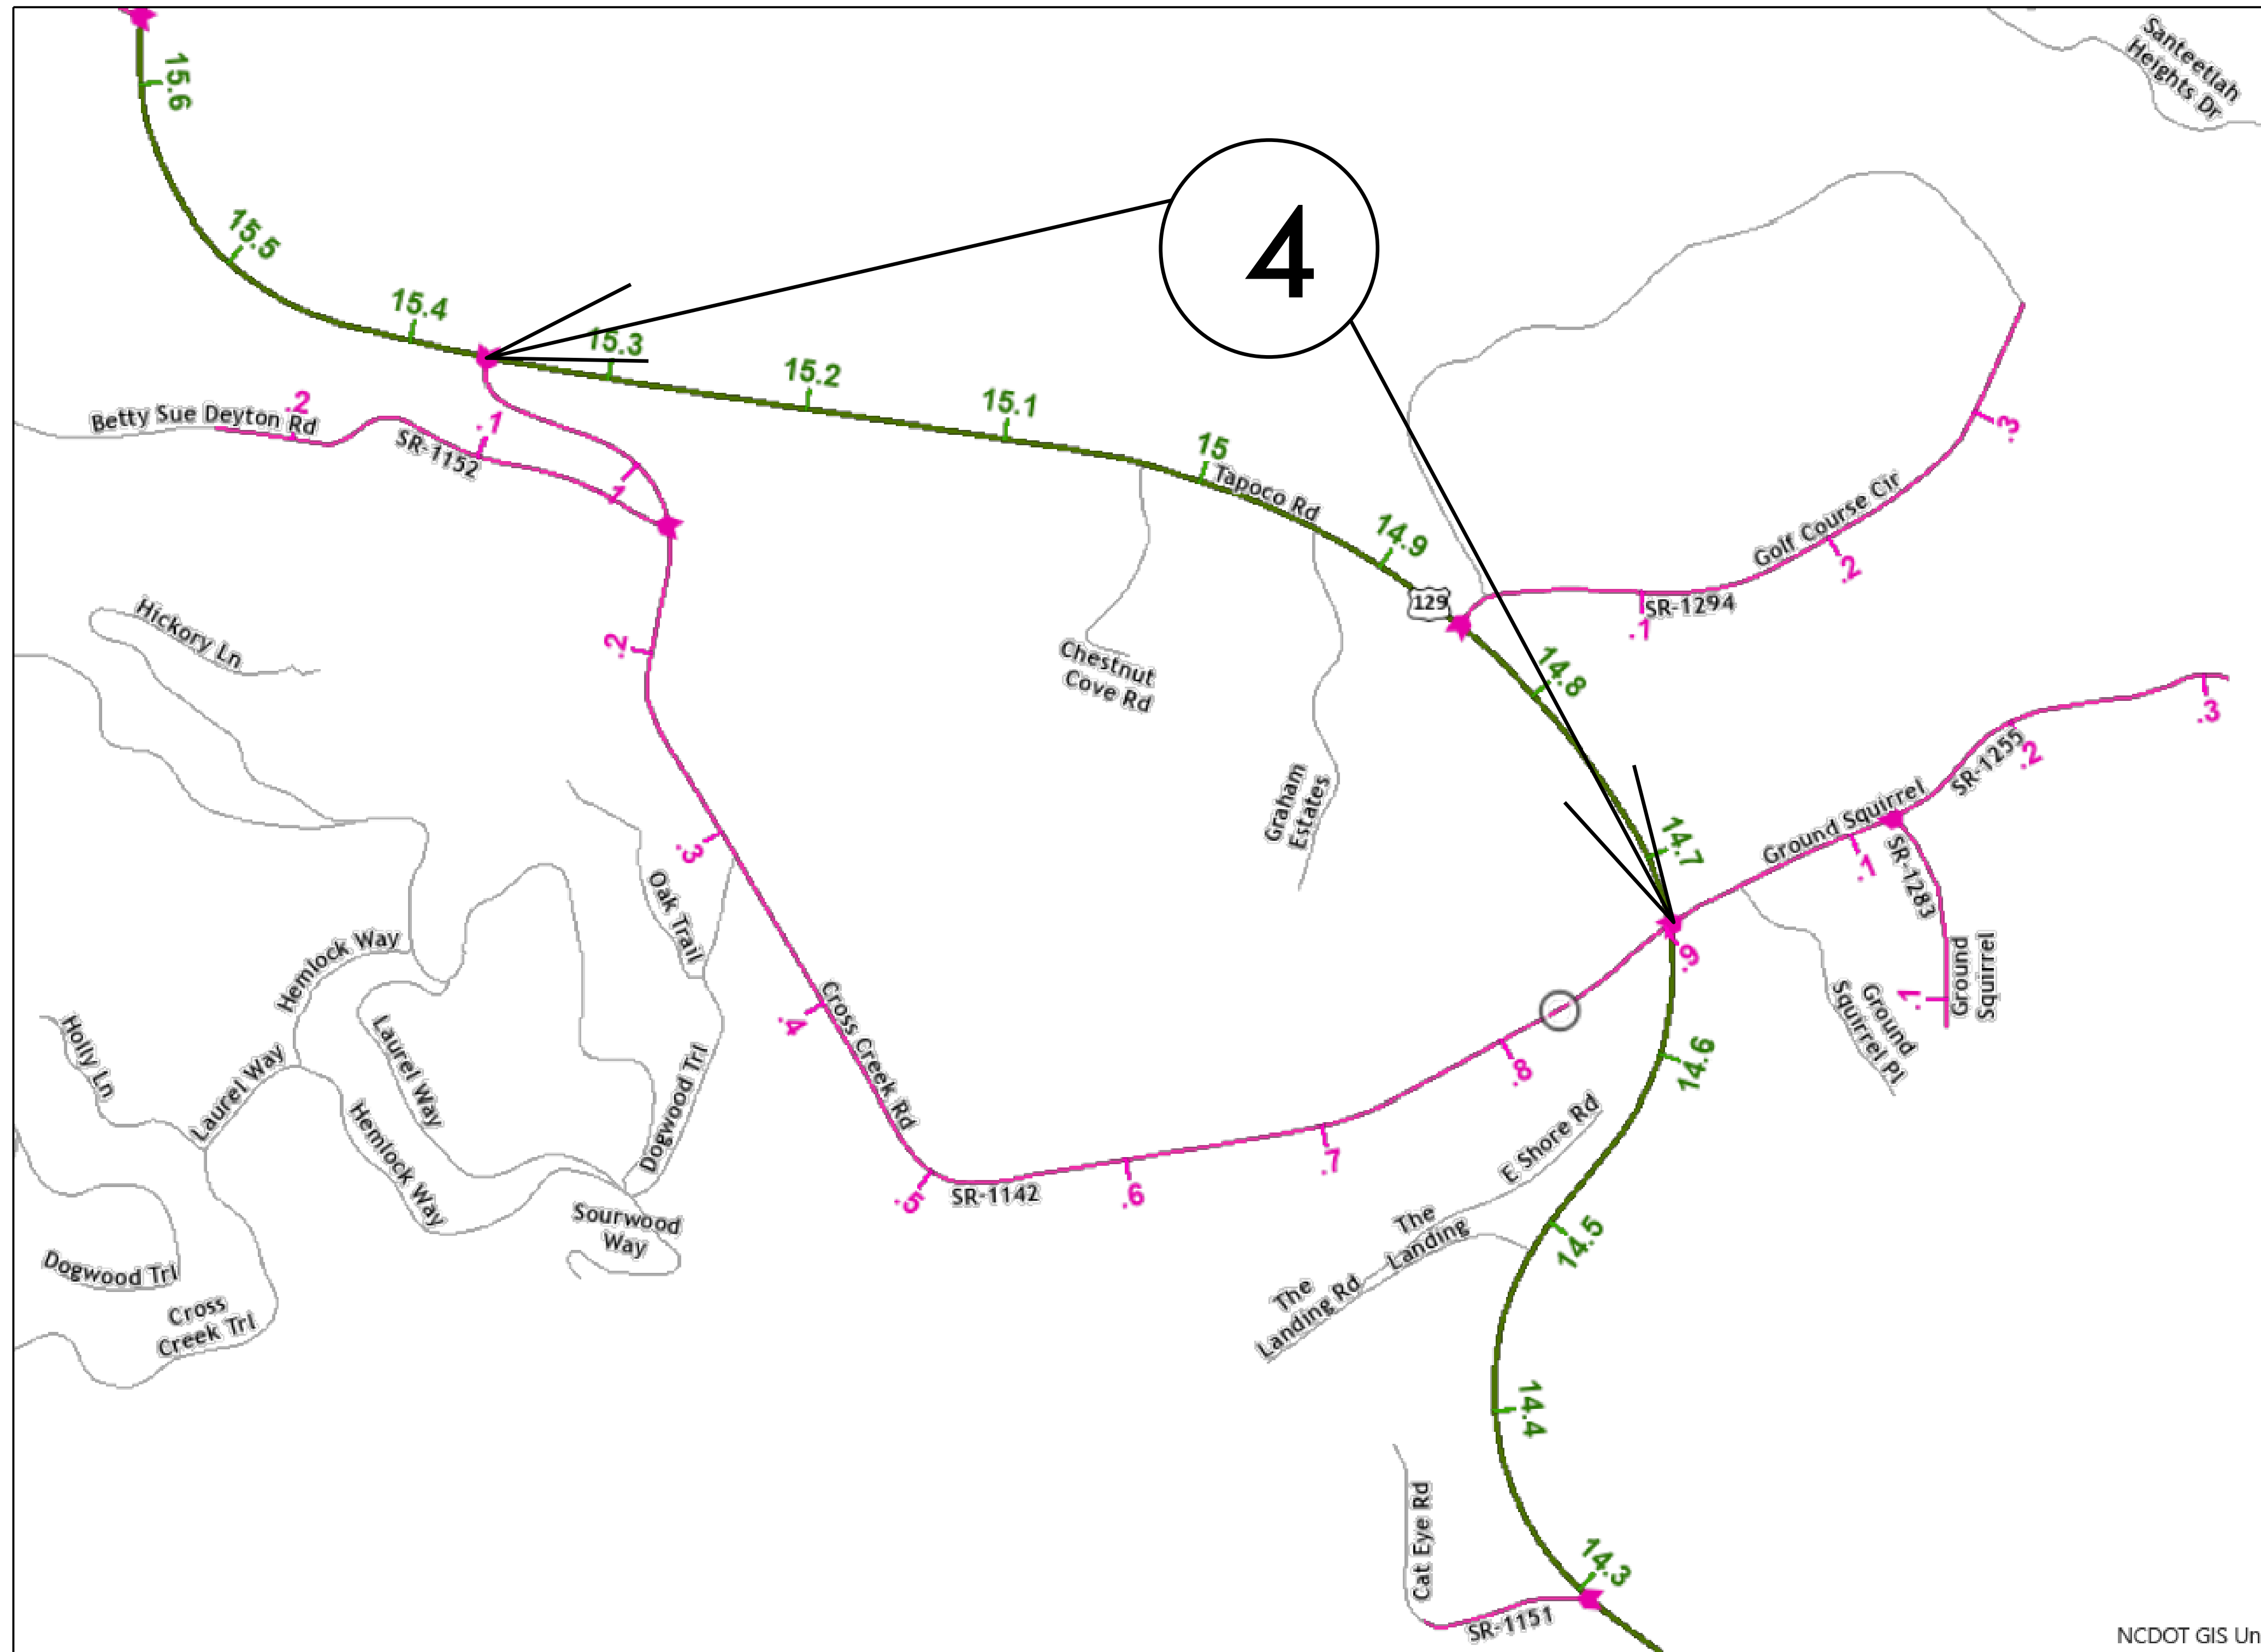 Santeetlah
Heights Dr
15.6
15.5
4
15.4
15.3
15.2
15.1
15
Tapoco Rd
14.9
129
14.8
14.7
14.6
14.5
14.4
14.3
.2
Betty Sue Deyton Rd
.1
SR-1152
.1
.3
Golf Course Cir
.2
SR-1294
.1
Hickory Ln
.2
Chestnut
Cove Rd
.3
SR-1255
.2
Graham
Estates
Ground Squirrel
.1
SR-1283
Ground
Squirrel
.1
Ground
Squirrel Pl
.9
.3
Oak Trail
Hemlock Way
.4
Cross Creek Rd
Holly Ln
Laurel Way
Laurel Way
Hemlock Way
Dogwood Trl
.8
.7
.6
.5
SR-1142
E Shore Rd
The
Landing
The
Landing Rd
Sourwood
Way
Dogwood Trl
Cross
Creek Trl
Cat Eye Rd
SR-1151
NCDOT GIS Un